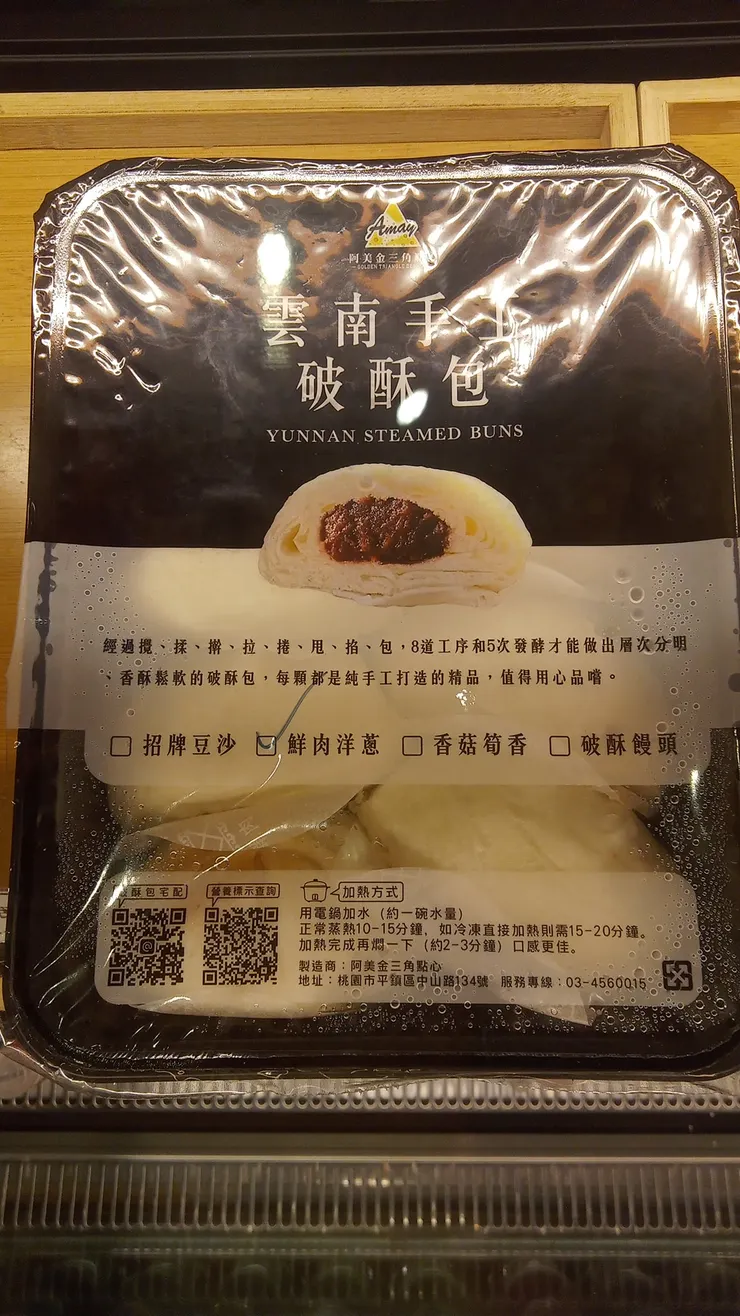 Amay
阿美金三角
GOLDEN TRIANGLE
雲南手工
破酥包
YUNNAN STEAMED BUNS
經過攪、揉、擀、拉、捲、甩、掐、包，8道工序和5次發酵才能做出層次分明
、香酥鬆軟的破酥包，每顆都是純手工打造的精品，值得用心品嚐。
☐ 招牌豆沙 ☑ 鮮肉洋蔥 ☐ 香菇筍香 ☐ 破酥饅頭
酥包宅配 營養標示查詢 加熱方式
用電鍋加水（約一碗水量）
正常蒸熱10-15分鐘，如冷凍直接加熱則需15-20分鐘。
加熱完成再燜一下（約2-3分鐘）口感更佳。
製造商：阿美金三角點心
地址：桃園市平鎮區中山路134號 服務專線：03-4560015